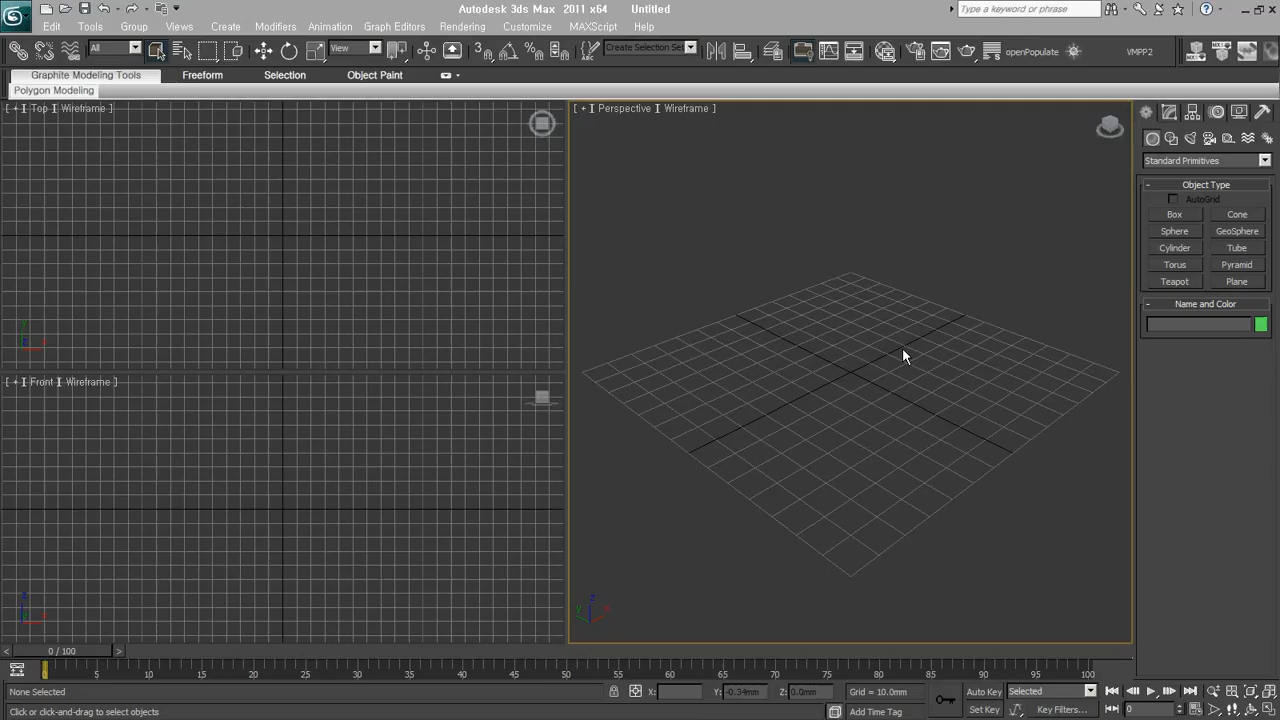 Autodesk 3ds Max 2011 x64 Untitled
Type a keyword or phrase
Edit Tools Group Views Create Modifiers Animation Graph Editors Rendering Customize MAXScript Help
All View Create Selection Set openPopulate VMPP2
Graphite Modeling Tools Freeform Selection Object Paint
Polygon Modeling
[ + ] Top ] Wireframe ]
[ + ] Perspective ] Wireframe ]
Standard Primitives
- Object Type
AutoGrid
Box Cone
Sphere GeoSphere
Cylinder Tube
Torus Pyramid
Teapot Plane
- Name and Color
y z x
[ + ] Front ] Wireframe ]
z x
z y x
< 0 / 100 >
0 5 10 15 20 25 30 35 40 45 50 55 60 65 70 75 80 85 90 95 100
None Selected X: Y: -0.34mm Z: 0.0mm Grid = 10.0mm Auto Key Selected
Click or click-and-drag to select objects Add Time Tag Set Key Key Filters... 0